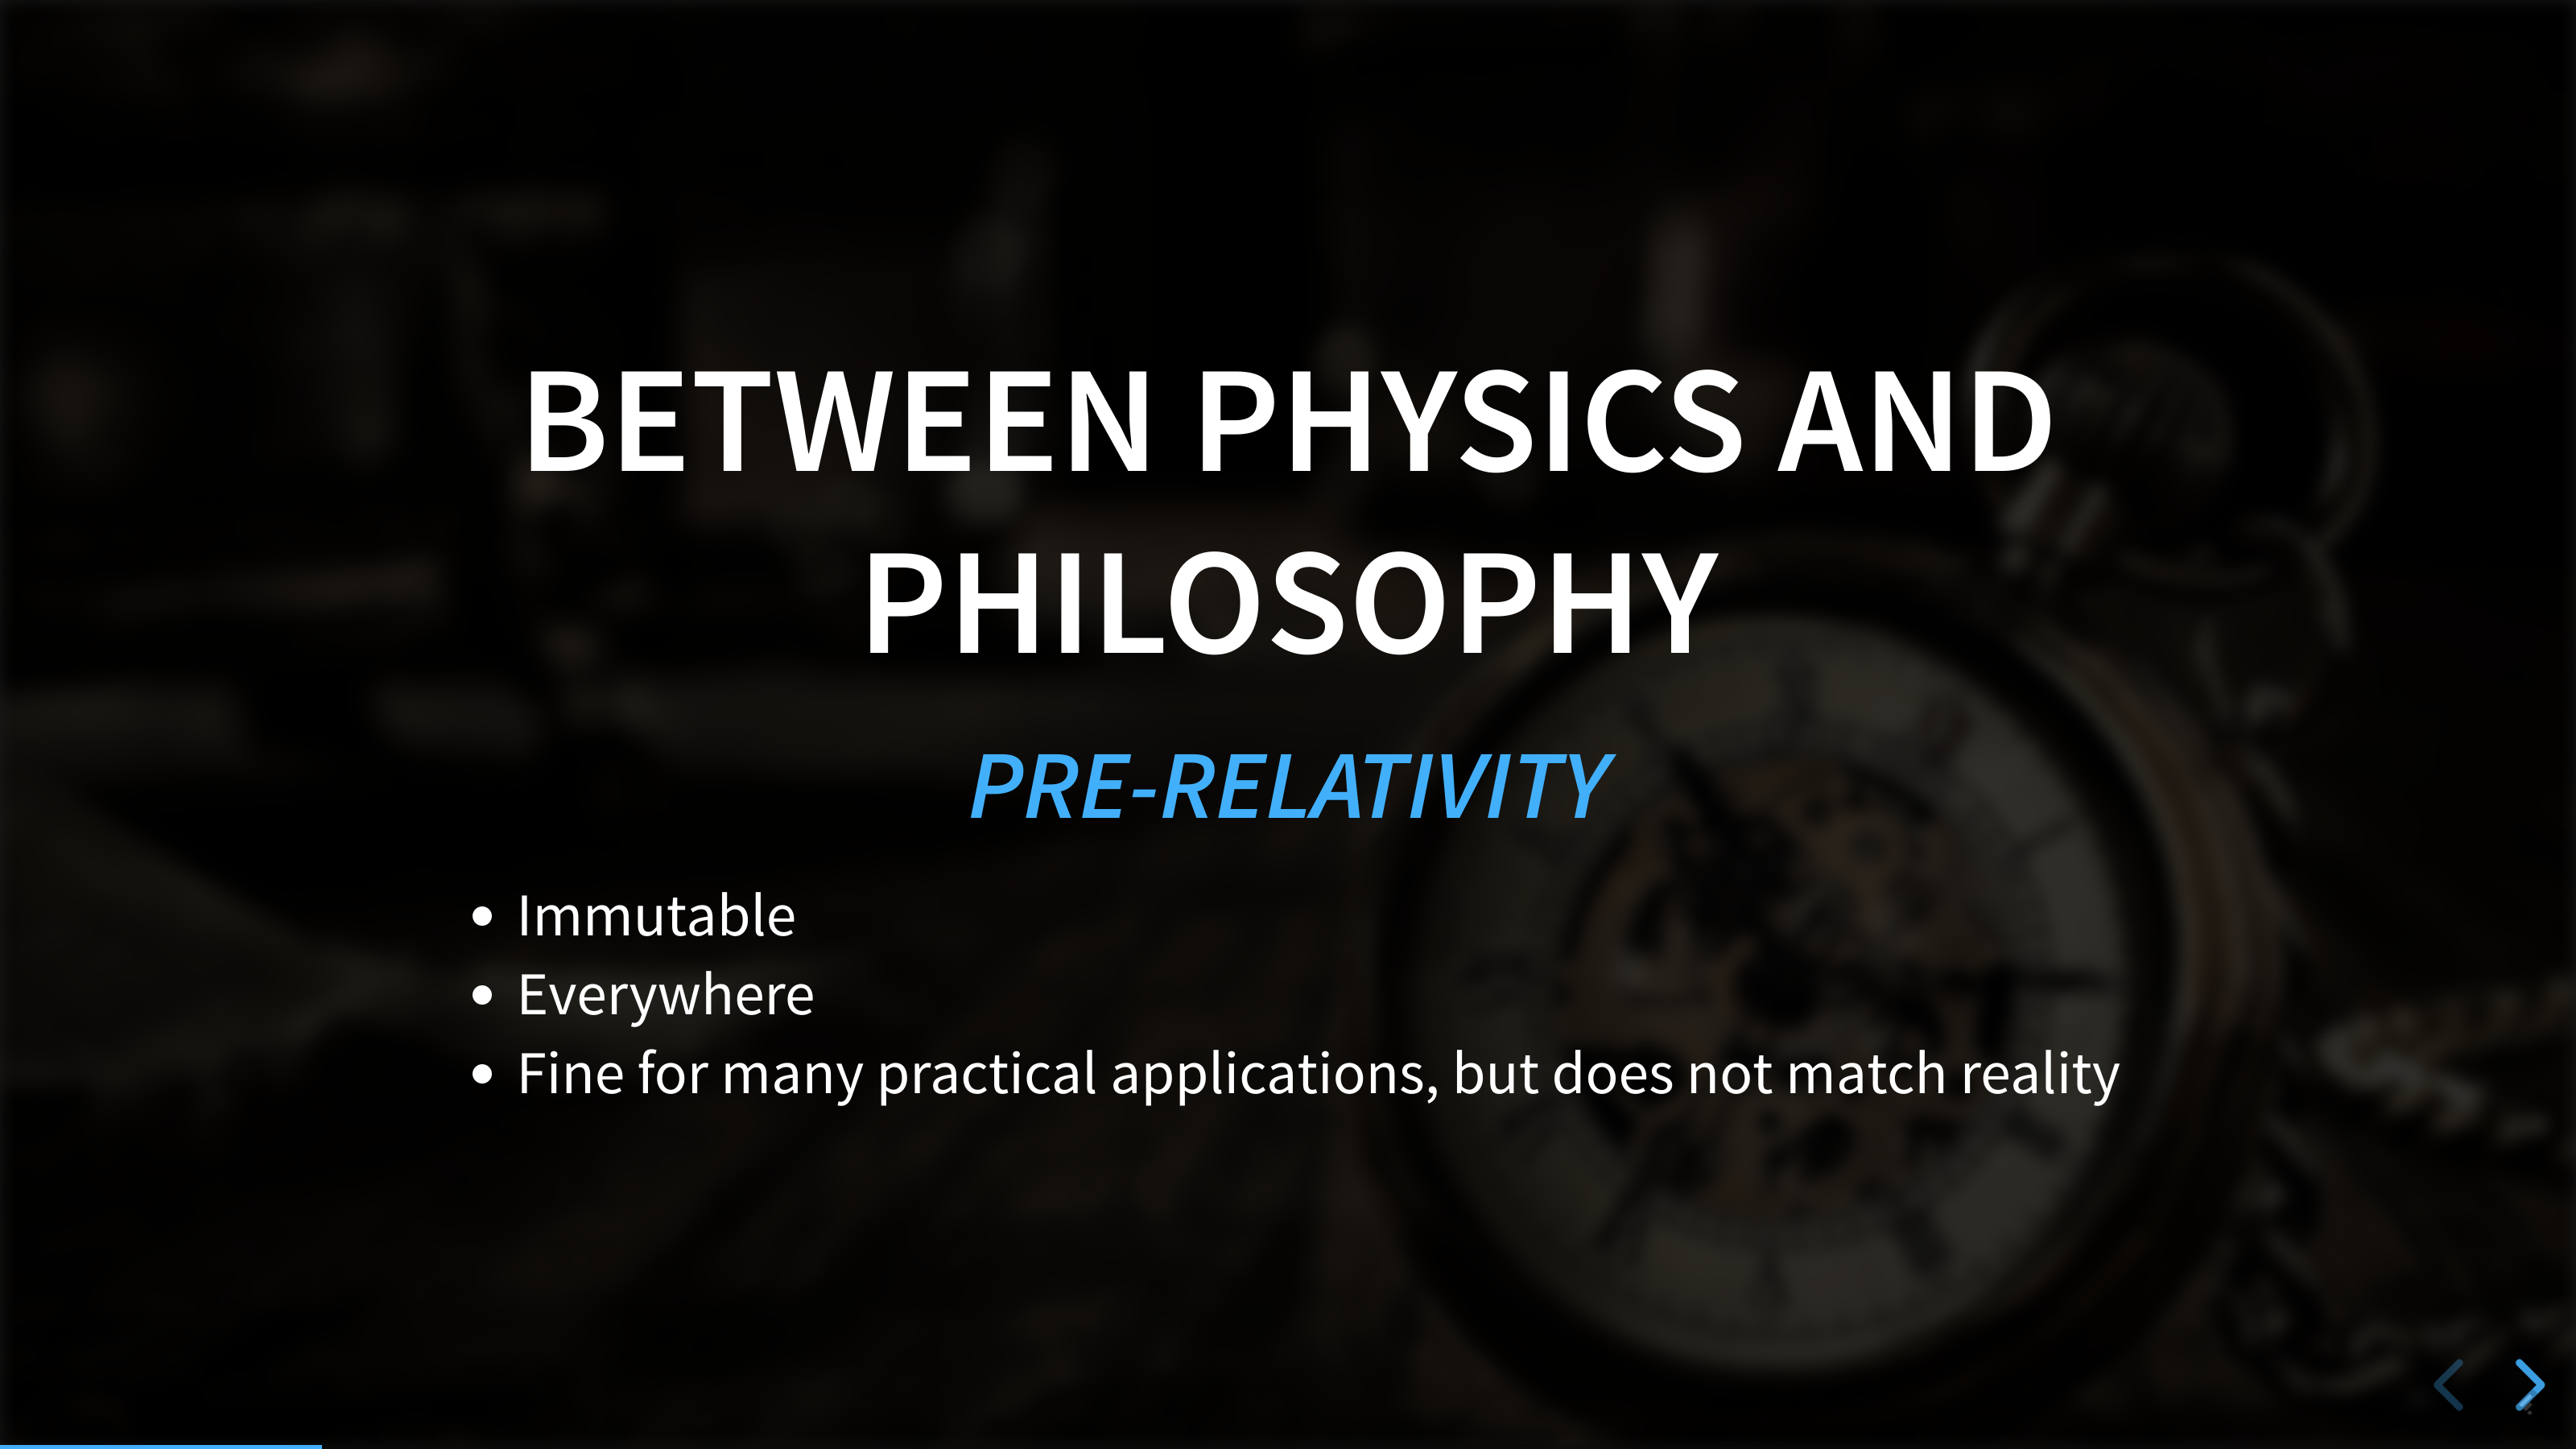 BETWEEN PHYSICS AND
PHILOSOPHY
PRE-RELATIVITY
• Immutable
• Everywhere
• Fine for many practical applications, but does not match reality